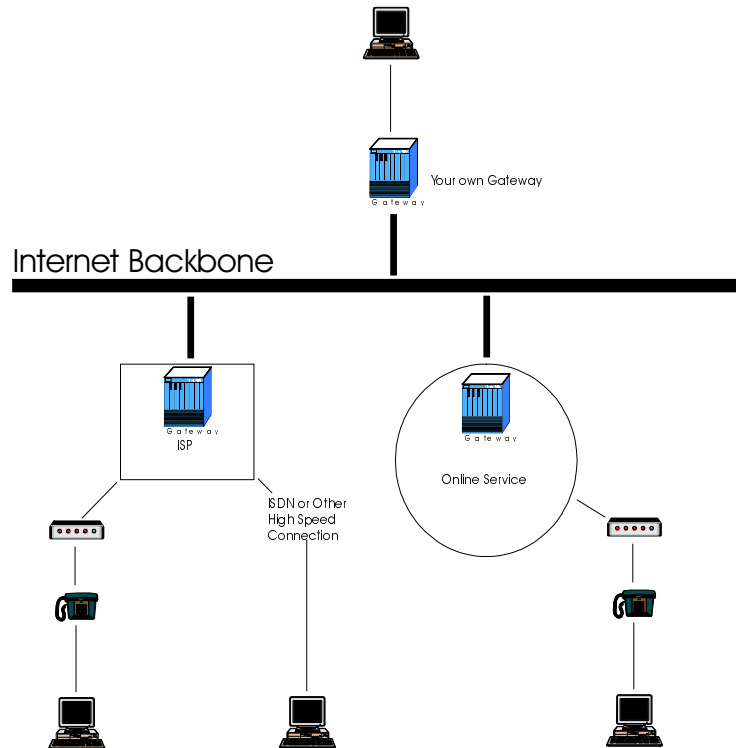 Your own Gateway
Gateway
Internet Backbone
Gateway
ISP
Gateway
Online Service
ISDN or Other
High Speed
Connection